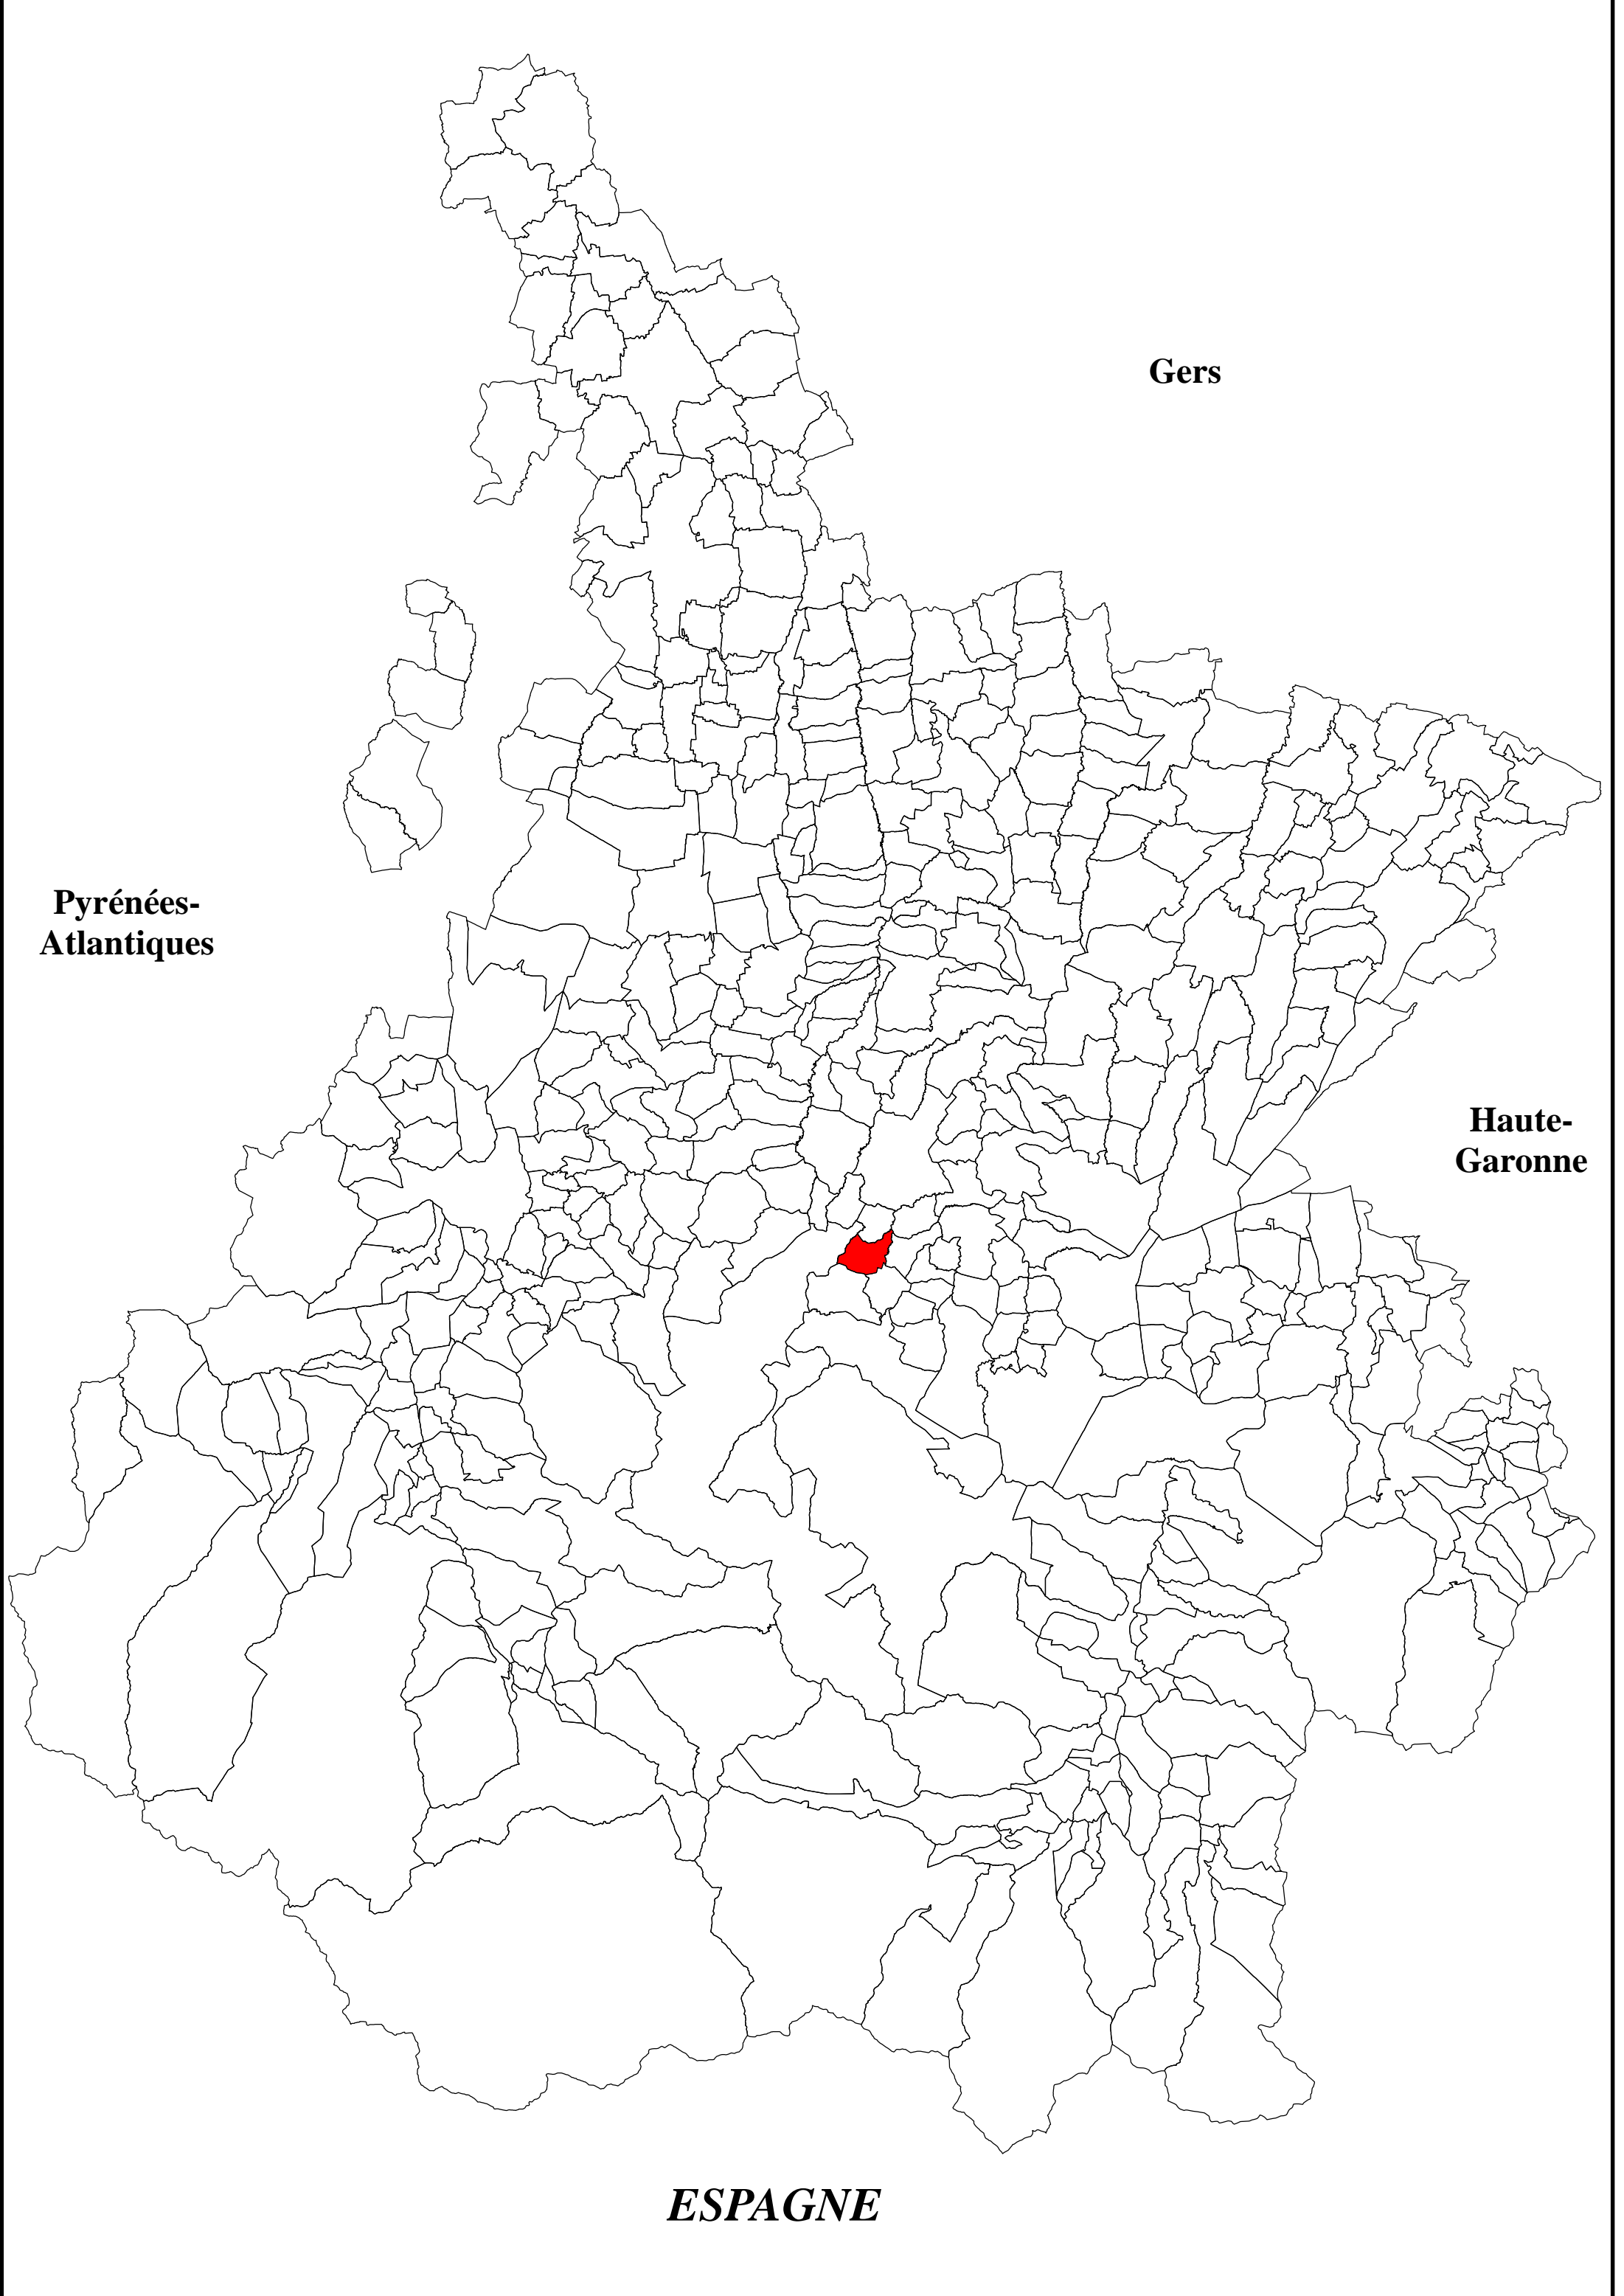 Gers
Pyrénées-
Atlantiques
Haute-
Garonne
ESPAGNE